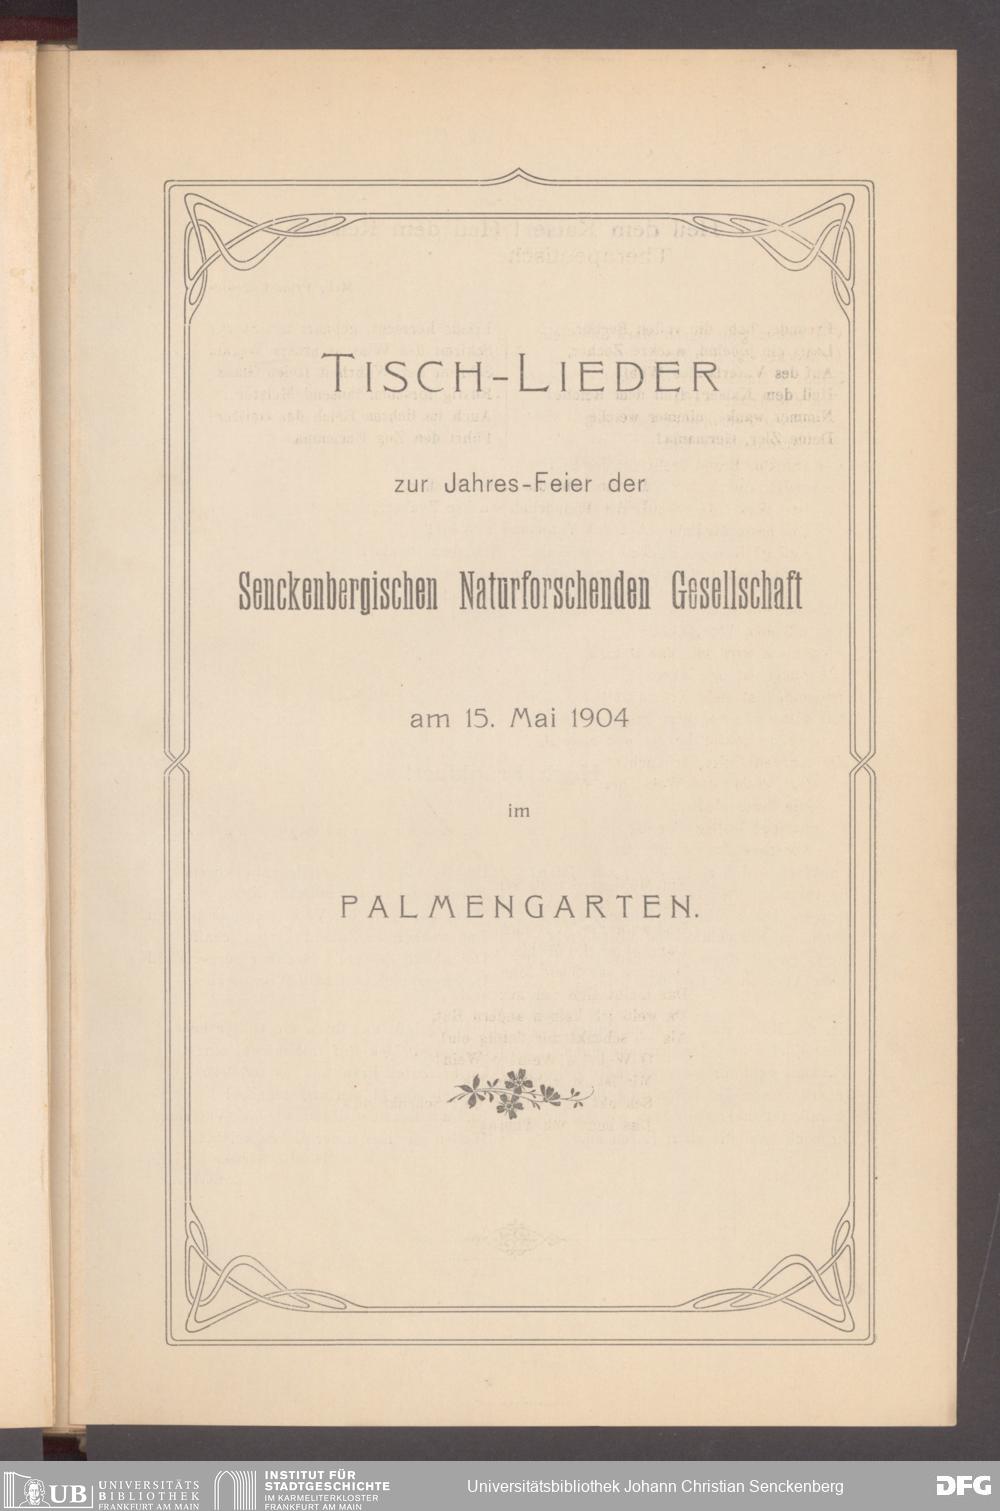 TISCH-LIEDER
zur Jahres-Feier der
Senckenbergischen Naturforschenden Gesellschaft
am 15. Mai 1904
im
PALMENGARTEN.
UB UNIVERSITÄTS
BIBLIOTHEK
FRANKFURT AM MAIN
INSTITUT FÜR
STADTGESCHICHTE
IM KARMELITERKLOSTER
FRANKFURT AM MAIN
Universitätsbibliothek Johann Christian Senckenberg
DFG